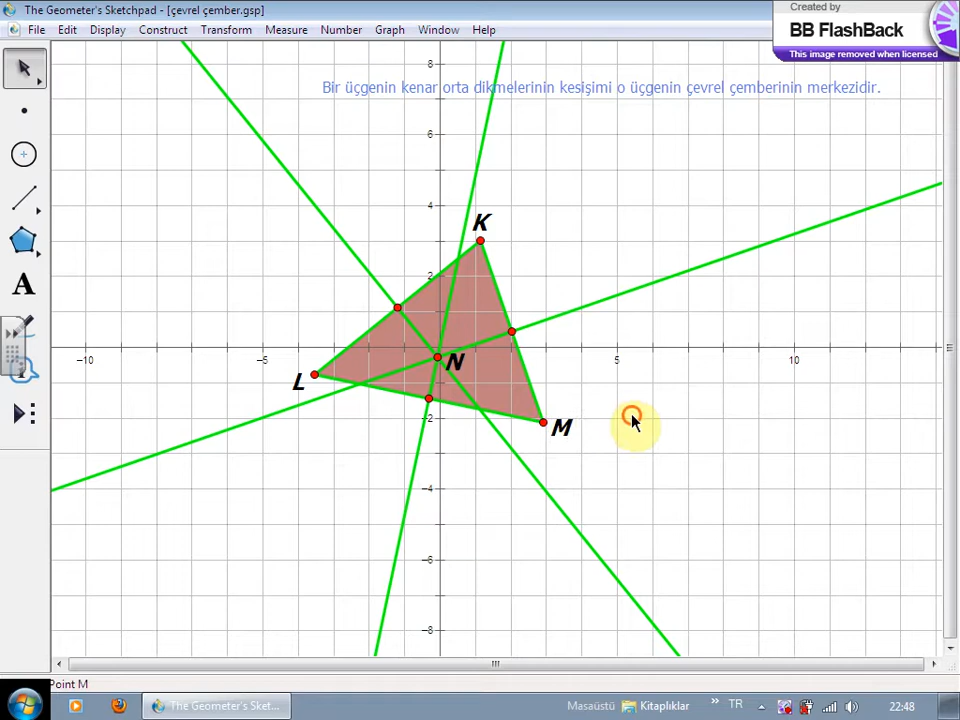 The Geometer's Sketchpad - [çevrel çember.gsp]
Created by
BB FlashBack
This image removed when licensed
File Edit Display Construct Transform Measure Number Graph Window Help
Bir üçgenin kenar orta dikmelerinin kesişimi o üçgenin çevrel çemberinin merkezidir.
8
6
4
K
2
−10 −5 5 10
N
L
−2
M
A
−4
−6
−8
Point M
The Geometer's Sket...
Masaüstü Kitaplıklar TR 22:48